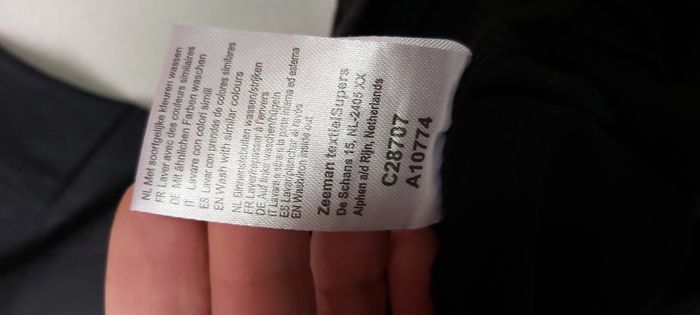 NL Met soortgelijke kleuren wassen
FR Laver avec des couleurs similaires
DE Mit ähnlichen Farben waschen
IT Lavare con colori simili
ES Lavar con prendas de colores similares
EN Wash with similar colours
NL Binnenstebuiten wassen/strijken
FR Laver/repasser à l'envers
DE Auf links waschen/bügeln
IT Lavare e stirare la parte interna ed esterna
ES Lavar/planchar al revés
EN Wash/iron inside out
Zeeman textielSupers
De Schans 15, NL-2405 XX
Alphen a/d Rijn, Netherlands
C28707
A10774